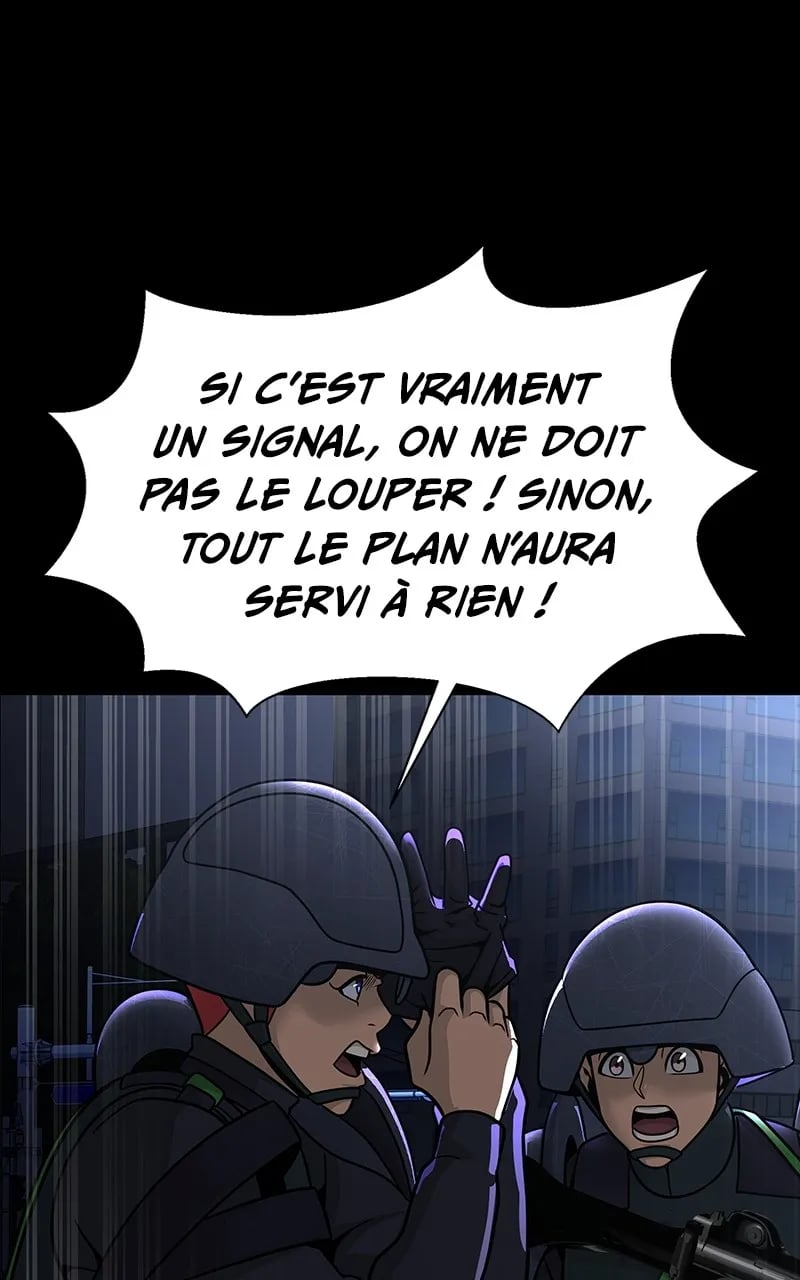 SI C'EST VRAIMENT
UN SIGNAL, ON NE DOIT
PAS LE LOUPER ! SINON,
TOUT LE PLAN N'AURA
SERVI À RIEN !